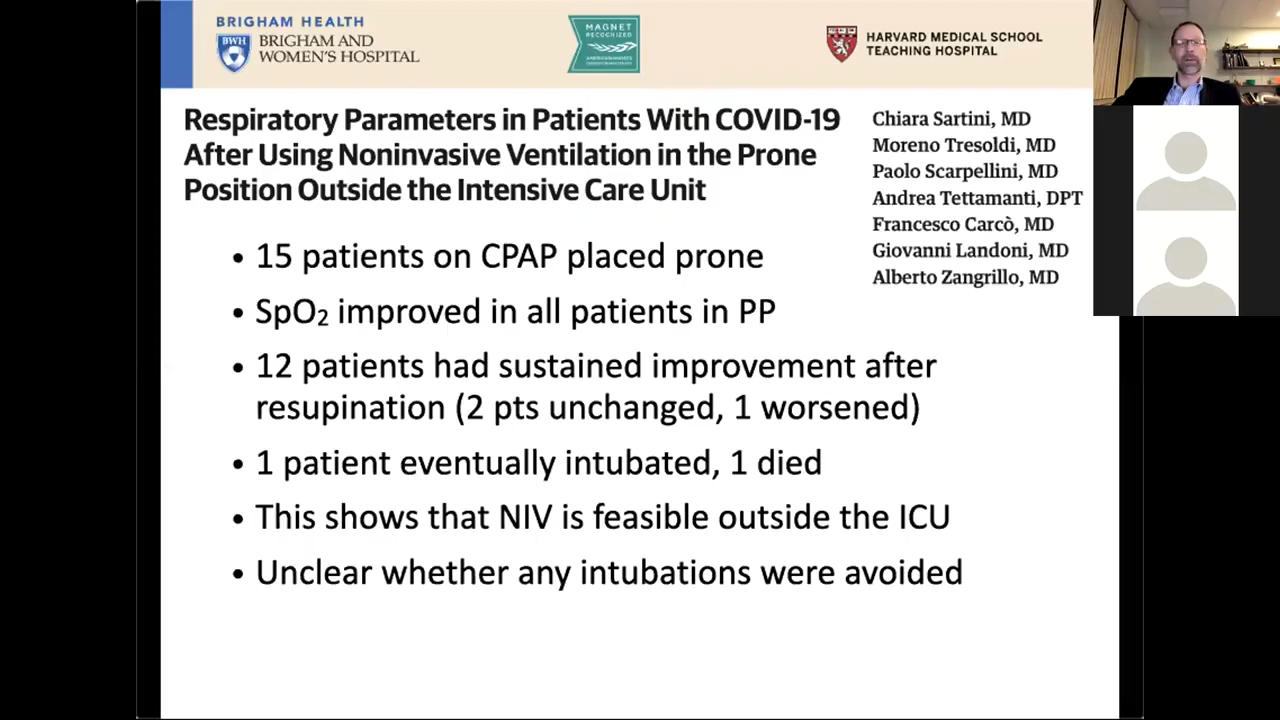 BRIGHAM HEALTH
BWH
BRIGHAM AND
WOMEN'S HOSPITAL
MAGNET
RECOGNIZED
HARVARD MEDICAL SCHOOL
TEACHING HOSPITAL
Respiratory Parameters in Patients With COVID-19
After Using Noninvasive Ventilation in the Prone
Position Outside the Intensive Care Unit
Chiara Sartini, MD
Moreno Tresoldi, MD
Paolo Scarpellini, MD
Andrea Tettamanti, DPT
Francesco Carcò, MD
Giovanni Landoni, MD
Alberto Zangrillo, MD
• 15 patients on CPAP placed prone
• SpO₂ improved in all patients in PP
• 12 patients had sustained improvement after
resupination (2 pts unchanged, 1 worsened)
• 1 patient eventually intubated, 1 died
• This shows that NIV is feasible outside the ICU
• Unclear whether any intubations were avoided